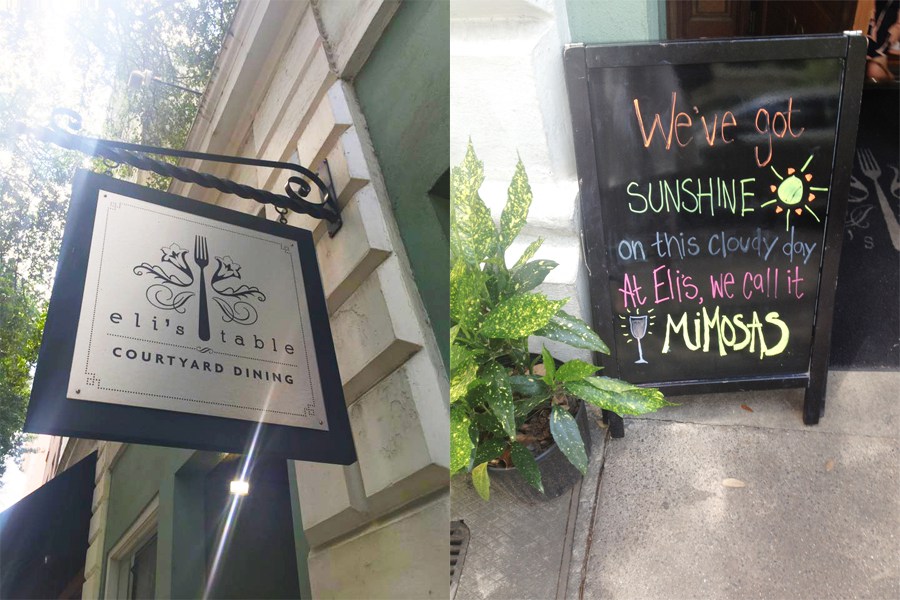 eli's table
COURTYARD DINING
We've got
SUNSHINE
on this cloudy day
At Eli's, we call it
MiMOSAS